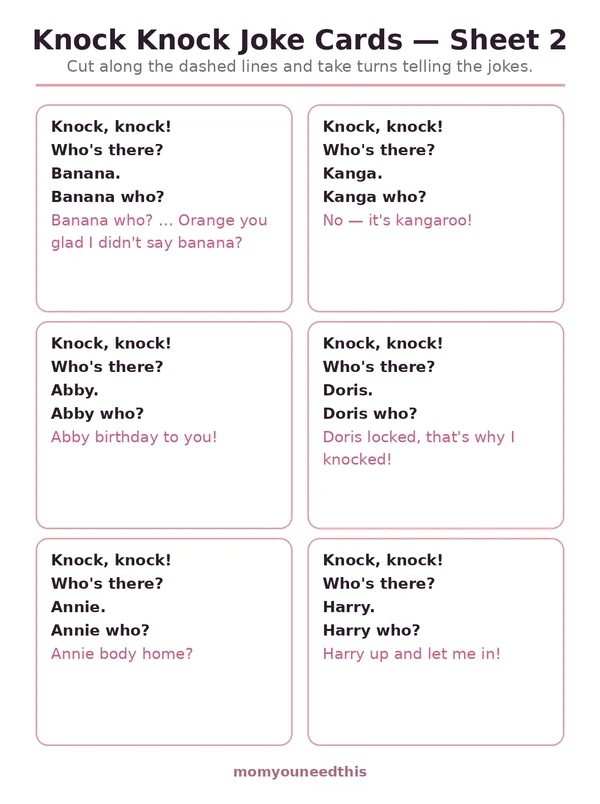 Knock Knock Joke Cards — Sheet 2
Cut along the dashed lines and take turns telling the jokes.
Knock, knock!
Who's there?
Banana.
Banana who?
Banana who? ... Orange you
glad I didn't say banana?
Knock, knock!
Who's there?
Kanga.
Kanga who?
No — it's kangaroo!
Knock, knock!
Who's there?
Abby.
Abby who?
Abby birthday to you!
Knock, knock!
Who's there?
Doris.
Doris who?
Doris locked, that's why I
knocked!
Knock, knock!
Who's there?
Annie.
Annie who?
Annie body home?
Knock, knock!
Who's there?
Harry.
Harry who?
Harry up and let me in!
momyouneedthis